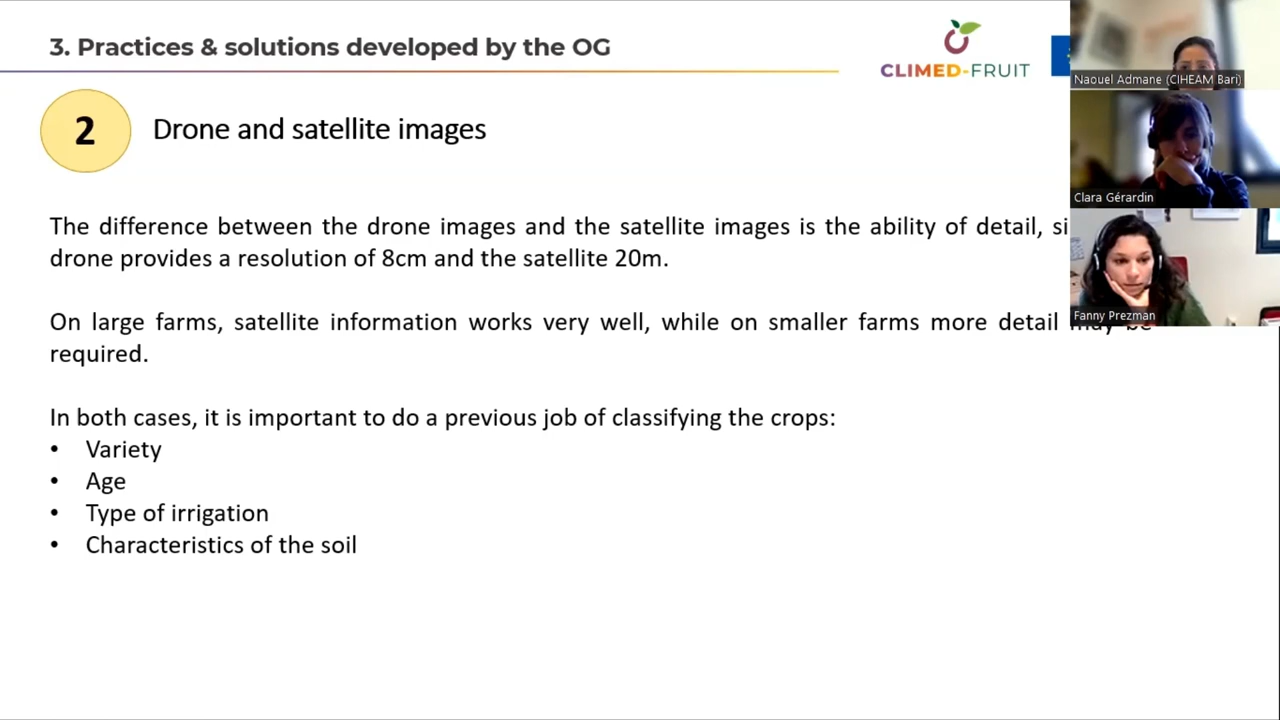 3. Practices & solutions developed by the OG
CLIMED-FRUIT
2
Drone and satellite images
The difference between the drone images and the satellite images is the ability of detail,
drone provides a resolution of 8cm and the satellite 20m.
On large farms, satellite information works very well, while on smaller farms more detail may be
required.
In both cases, it is important to do a previous job of classifying the crops:
• Variety
• Age
• Type of irrigation
• Characteristics of the soil
Naouel Admane (CIHEAM Bari)
Clara Gérardin
Fanny Prezman